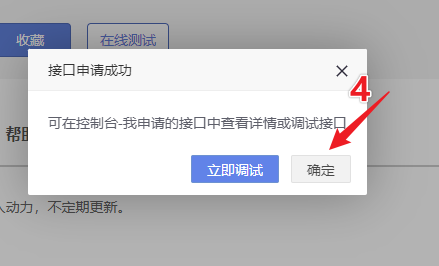 收藏 在线测试
接口申请成功
4
可在控制台-我申请的接口中查看详情或调试接口
帮助
立即调试 确定
人动力，不定期更新。